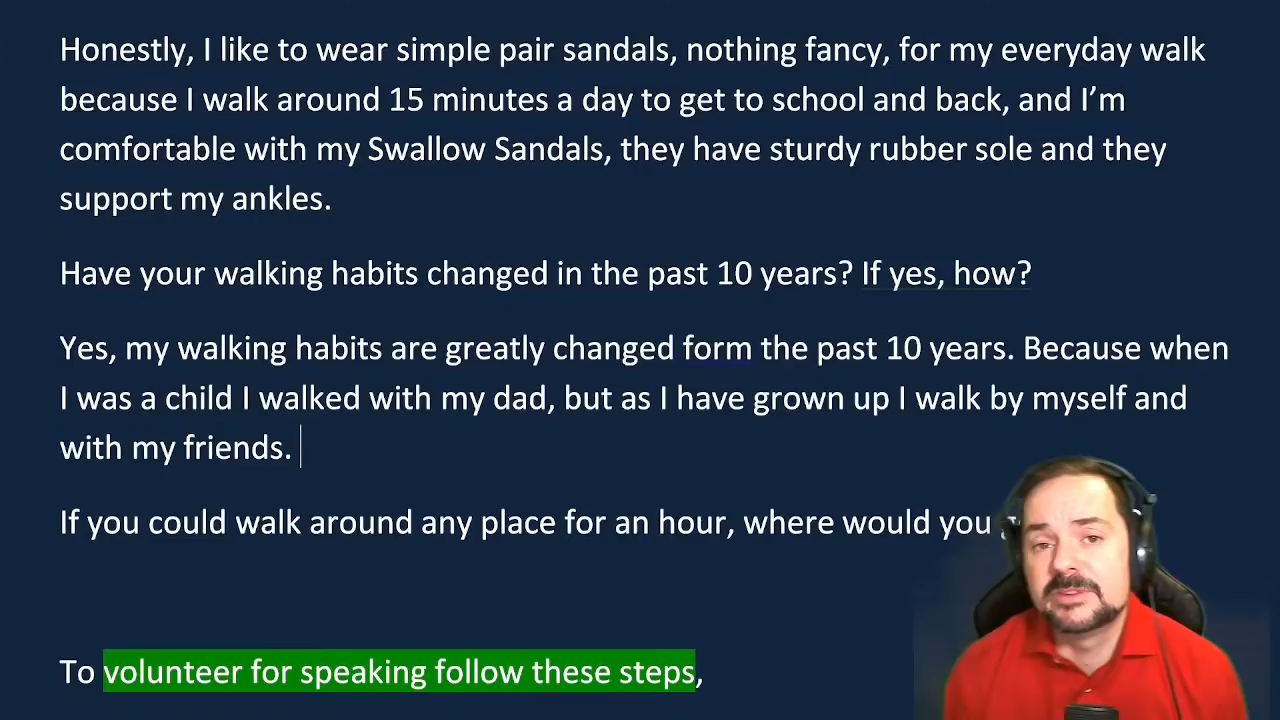 Honestly, I like to wear simple pair sandals, nothing fancy, for my everyday walk
because I walk around 15 minutes a day to get to school and back, and I’m
comfortable with my Swallow Sandals, they have sturdy rubber sole and they
support my ankles.
Have your walking habits changed in the past 10 years? If yes, how?
Yes, my walking habits are greatly changed form the past 10 years. Because when
I was a child I walked with my dad, but as I have grown up I walk by myself and
with my friends.
If you could walk around any place for an hour, where would you
To volunteer for speaking follow these steps,